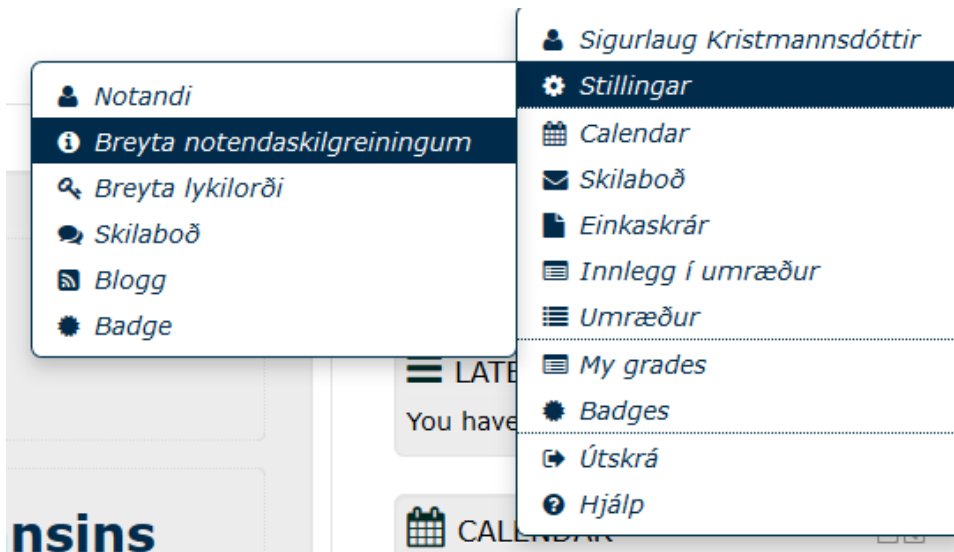 Sigurlaug Kristmannsdóttir
Stillingar
Calendar
Skilaboð
Einkaskrár
Innlegg í umræður
Umræður
My grades
Badges
Útskrá
Hjálp
Notandi
Breyta notendaskilgreiningum
Breyta lykilorði
Skilaboð
Blogg
Badge
LATE
You have
nsins
CALENDAR